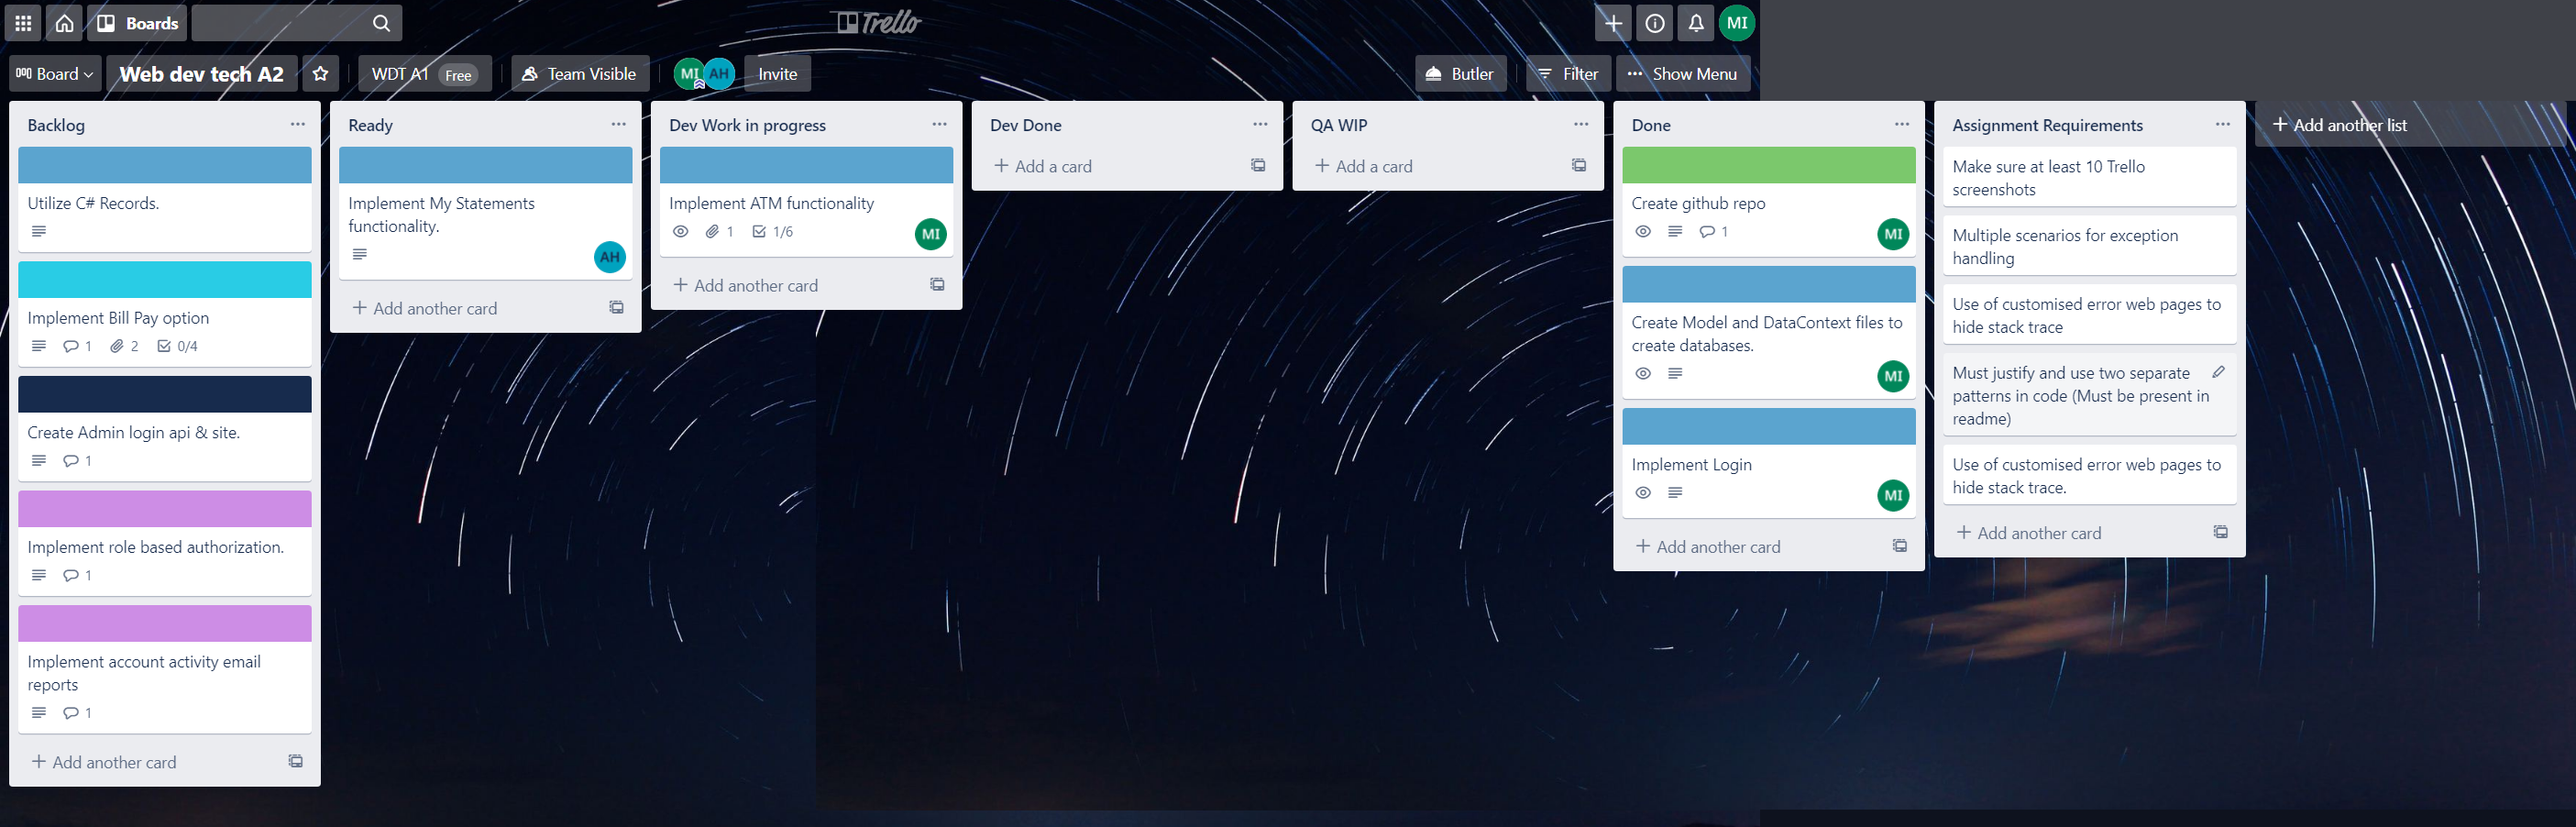 Boards
Trello
MI
Board
Web dev tech A2
WDT A1 Free
Team Visible
MI AH
Invite
Butler
Filter
Show Menu
Backlog
Utilize C# Records.
Implement Bill Pay option
1 2 0/4
Create Admin login api & site.
1
Implement role based authorization.
1
Implement account activity email
reports
1
Add another card
Ready
Implement My Statements
functionality.
AH
Add another card
Dev Work in progress
Implement ATM functionality
1 1/6
MI
Add another card
Dev Done
Add a card
QA WIP
Add a card
Done
Create github repo
1
MI
Create Model and DataContext files to
create databases.
MI
Implement Login
MI
Add another card
Assignment Requirements
Make sure at least 10 Trello
screenshots
Multiple scenarios for exception
handling
Use of customised error web pages to
hide stack trace
Must justify and use two separate
patterns in code (Must be present in
readme)
Use of customised error web pages to
hide stack trace.
Add another card
Add another list